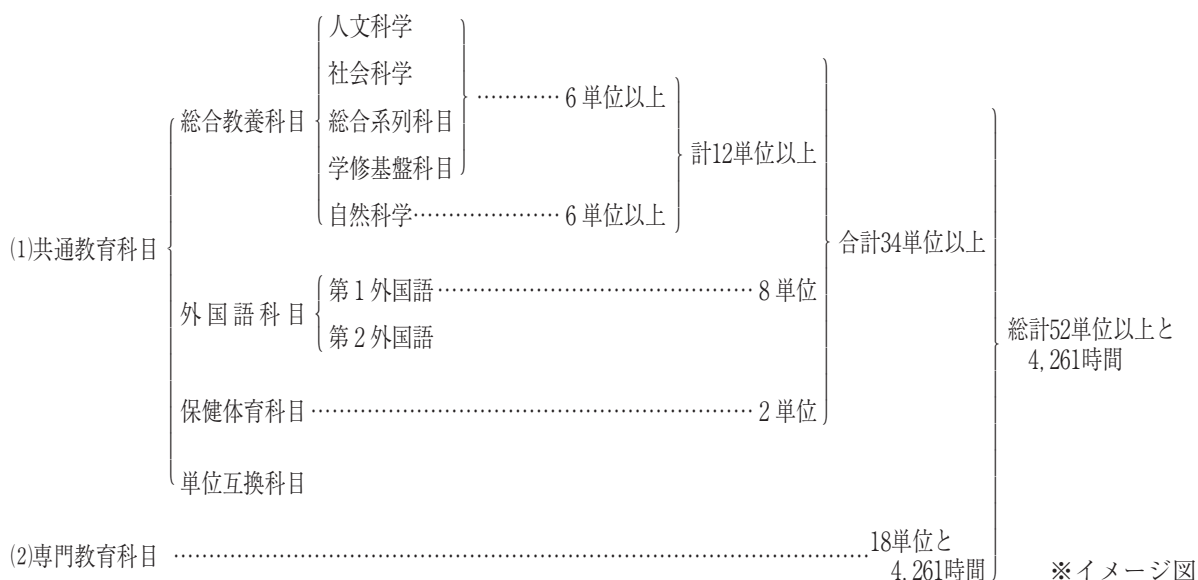 人文科学
社会科学
総合教養科目 総合系列科目 ………… 6単位以上
学修基盤科目 計12単位以上
自然科学………………… 6単位以上
⑴共通教育科目 合計34単位以上
外国語科目 第1外国語……………………………………… 8単位
第2外国語
総計52単位以上と
4,261時間
保健体育科目……………………………………………………… 2単位
単位互換科目
⑵専門教育科目 ………………………………………………………………………………………18単位と
4,261時間 ※イメージ図